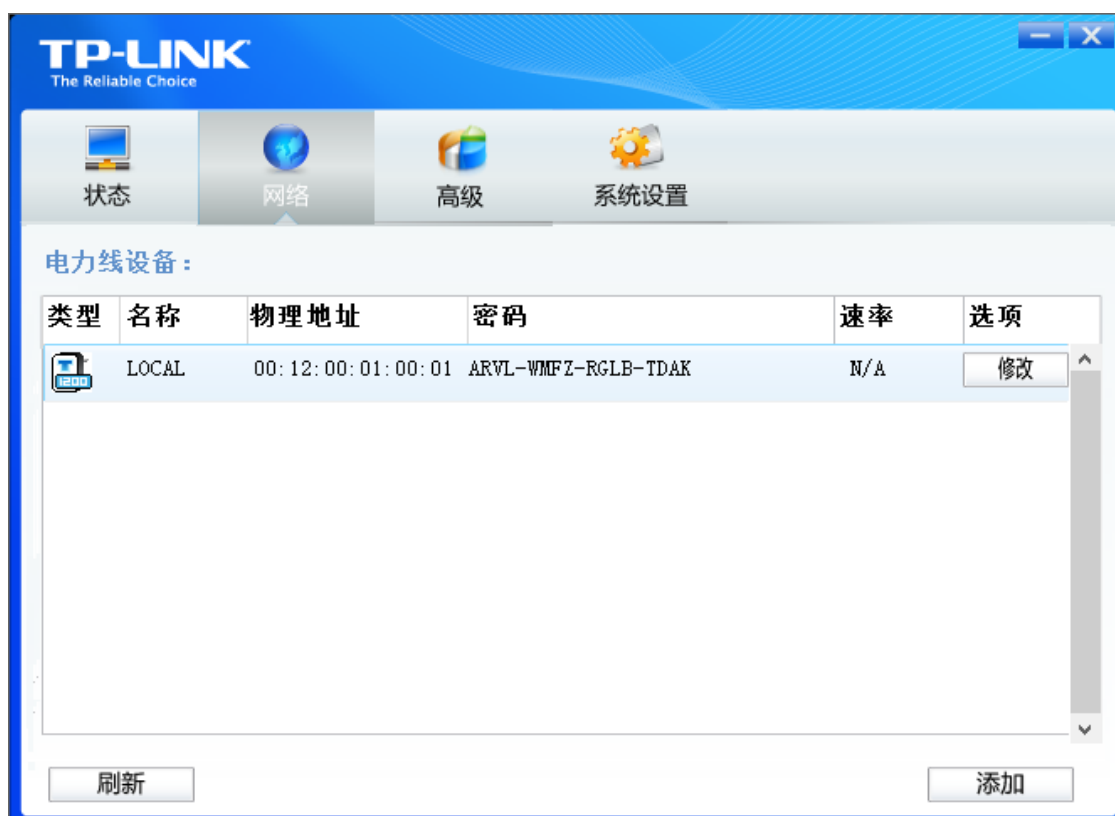 TP-LINK
The Reliable Choice
状态 网络 高级 系统设置
电力线设备：
类型 名称 物理地址 密码 速率 选项
1200 LOCAL 00:12:00:01:00:01 ARVL-WMFZ-RGLB-TDAK N/A 修改
刷新 添加